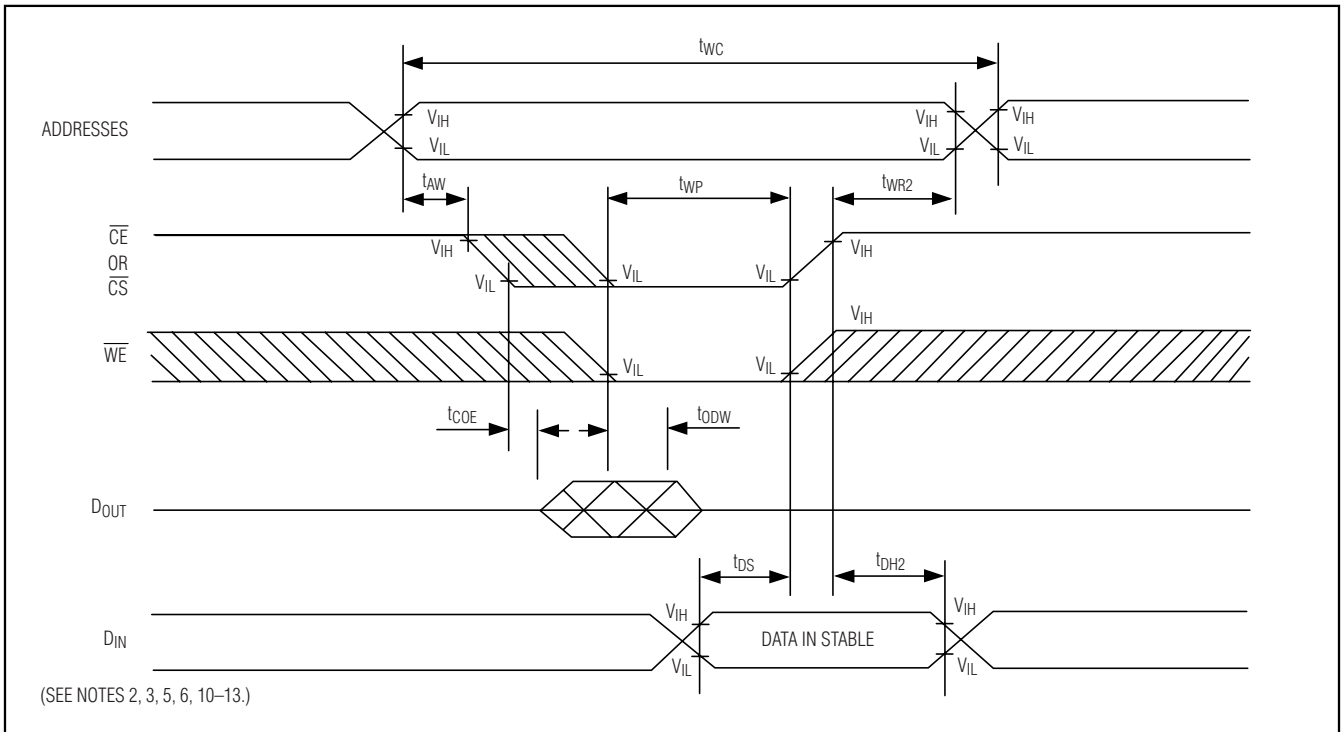 tWC
ADDRESSES
VIH
VIL
VIH
VIL
VIH
VIL
tAW
tWP
tWR2
CE
OR
CS
VIH
VIL
VIL
VIL
VIH
WE
VIL
VIL
VIH
tCOE
tODW
DOUT
tDS
tDH2
DIN
VIH
VIL
DATA IN STABLE
VIH
VIL
(SEE NOTES 2, 3, 5, 6, 10–13.)